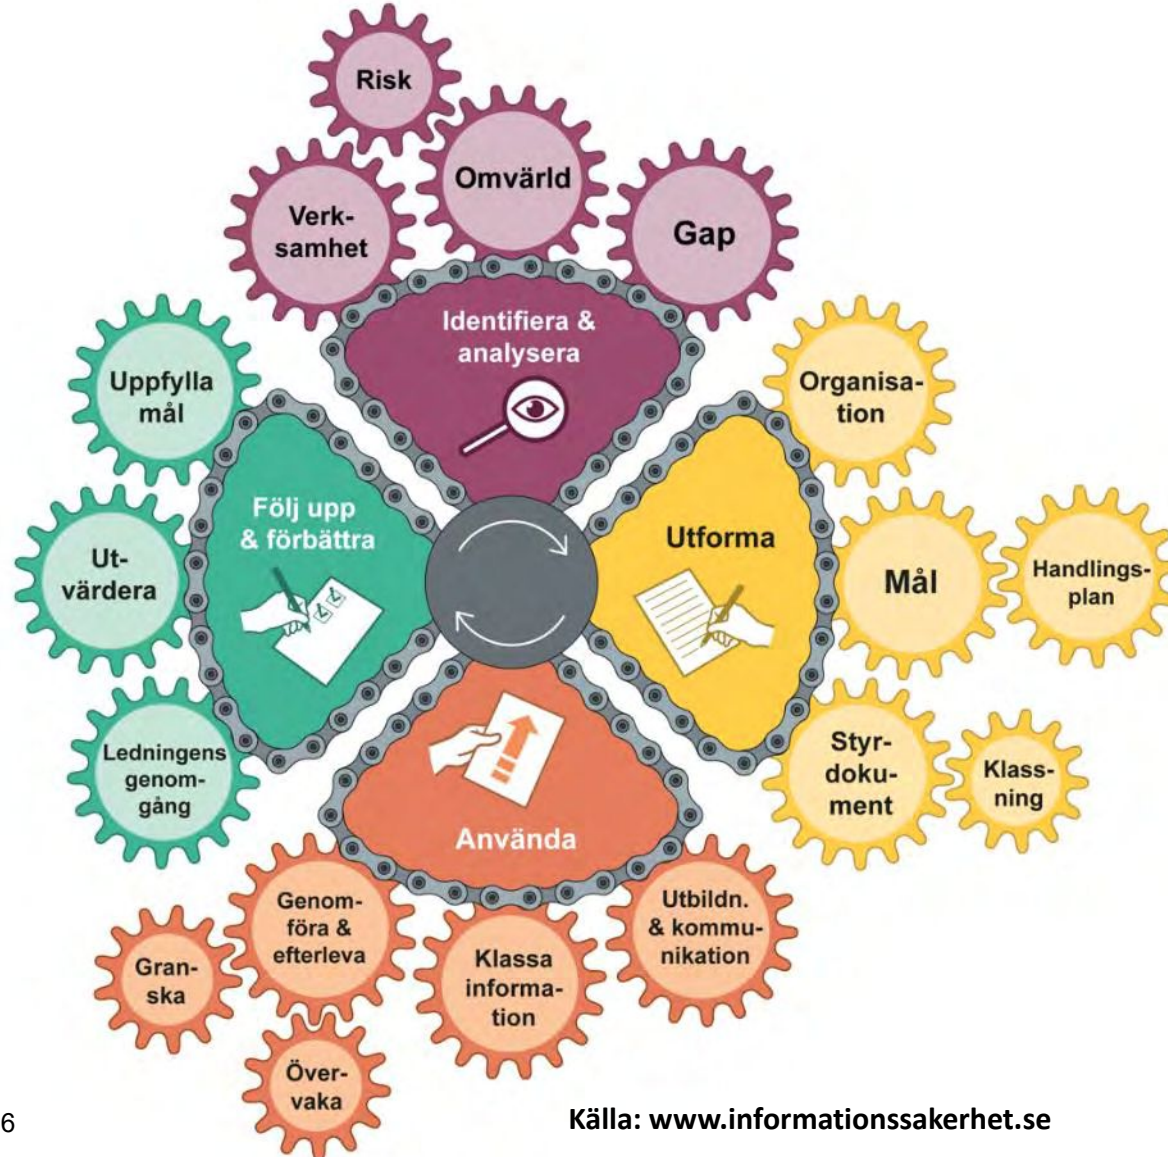 Risk
Omvärld
Verk-
samhet
Gap
Identifiera &
analysera
Organisa-
tion
Utforma
Mål
Handlings-
plan
Styr-
doku-
ment
Klass-
ning
Använda
Utbildn.
& kommu-
nikation
Klassa
informa-
tion
Genom-
föra &
efterleva
Gran-
ska
Över-
vaka
Följ upp
& förbättra
Uppfylla
mål
Ut-
värdera
Ledningens
genom-
gång
6
Källa: www.informationssakerhet.se